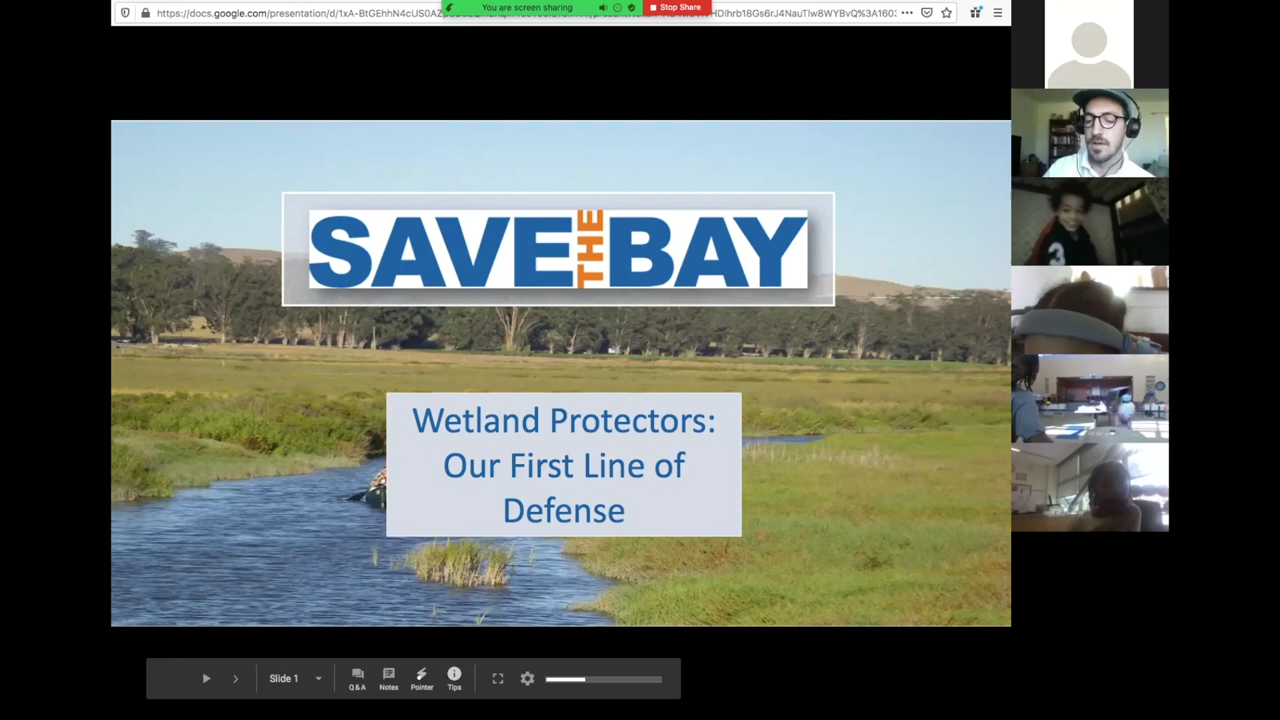 You are screen sharing
Stop Share
SAVE THE BAY
Wetland Protectors:
Our First Line of
Defense
3
Slide 1
Q&A
Notes
Pointer
Tips